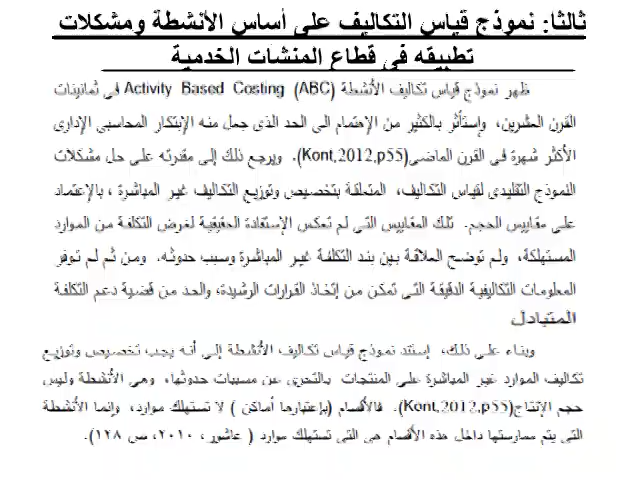 ثالثا: نموذج قياس التكاليف على أساس الأنشطة ومشكلات
تطبيقه في قطاع المنشات الخدمية
ظهر نموذج قياس تكاليف الأنشطة Activity Based Costing (ABC) فى ثمانينات
القرن العشرين، وإستأثر بالكثير من الإهتمام الى الحد الذى جعل منه الإبتكار المحاسبى الإدارى
الأكثر شهرة فى القرن الماضى(Kont,2012,p55). ويرجع ذلك إلى مقدرته على حل مشكلات
النموذج التقليدى لقياس التكاليف، المتعلقة بتخصيص وتوزيع التكاليف غير المباشرة ، بالإعتماد
على مقاييس الحجم. تلك المقاييس التى لم تعكس الإستفادة الحقيقية لغرض التكلفة من الموارد
المستهلكة، ولم توضح العلاقة بين بند التكلفة غير المباشرة وسبب حدوثه. ومن ثم لم توفر
المعلومات التكاليفية الدقيقة التى تمكن من إتخاذ القرارات الرشيدة، والحد من قضية دعم التكلفة
المتبادل
وبناء على ذلك، إستند نموذج قياس تكاليف الأنشطة إلى أنه يجب تخصيص وتوزيع
تكاليف الموارد غير المباشرة على المنتجات بالتحرى عن مسببات حدوثها، وهى الأنشطة وليس
حجم الإنتاج(Kont,2012,p55). فالأقسام (بإعتبارها أماكن ) لا تستهلك موارد، وإنما الأنشطة
التى يتم ممارستها داخل هذه الأقسام هى التى تستهلك موارد ( عاشور، ٢٠١٠، ص ١٢٨).